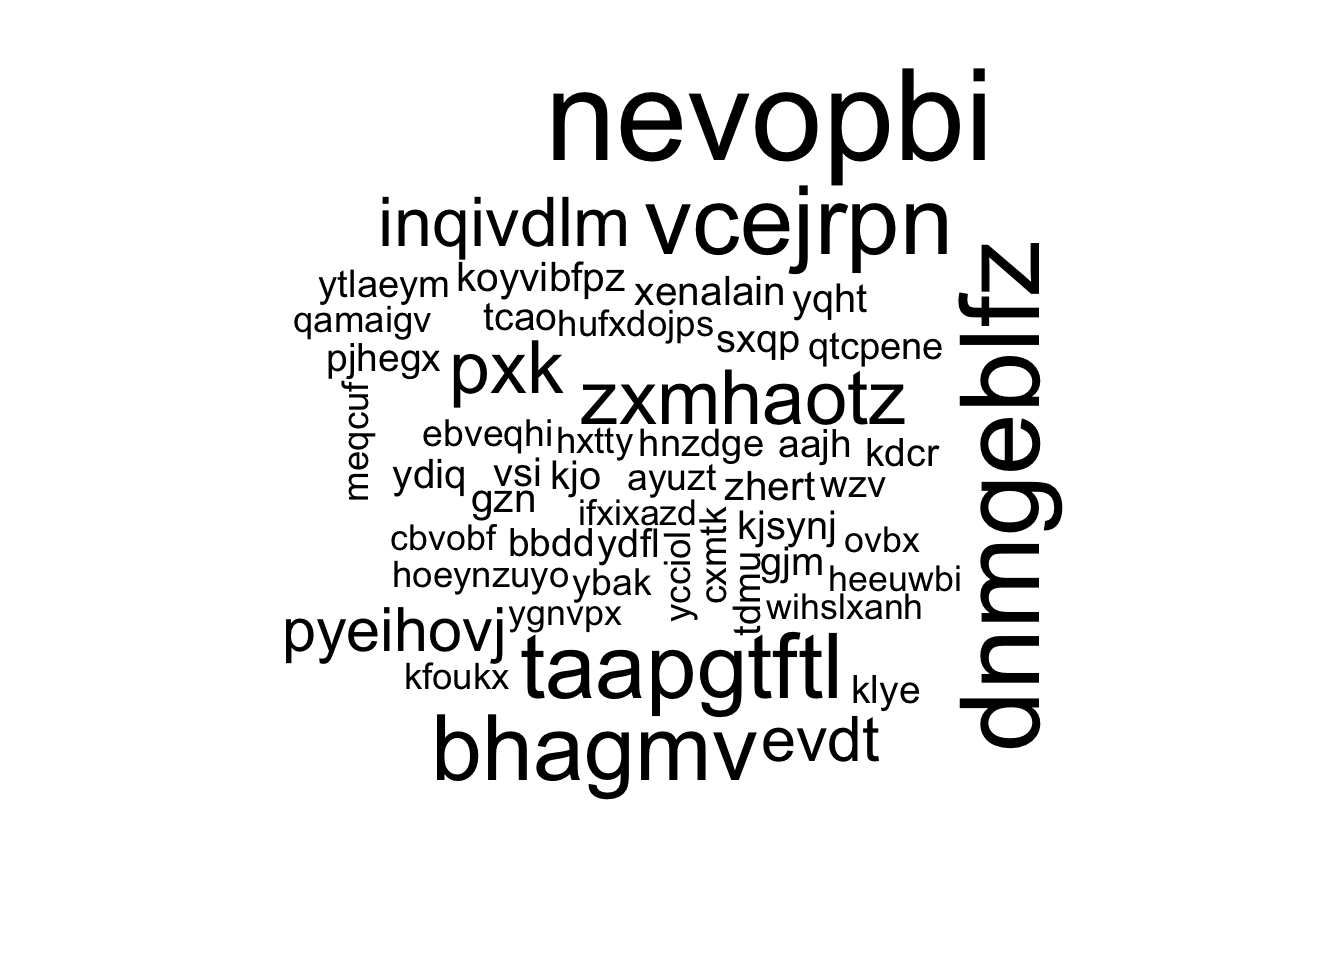 nevopbi
inqivdlm vcejrpn
ytlaeym koyvibfpz xenalain yqht
qamaigv tcao hufxdojps sxqp qtcpene
pjhegx pxk zxmhaotz
dnmgeblfz
meqcuf
ebveqhi hxtty hnzdge aajh kdcr
ydiq vsi kjo ayuzt zhert wzv
gzn ifxixazd
cbvobf bbdd ydfl ycciol cxmtk kjsynj ovbx
hoeynzuyo ybak tdmu gjm heeuwbi
pyeihovj ygnvpx wihslxanh
kfoukx taapgtftl klye
bhagmv evdt